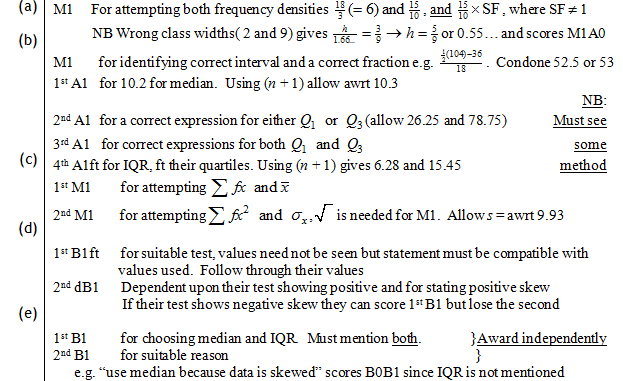 (a) M1 For attempting both frequency densities 18/3 (= 6) and 15/10, and 15/10 × SF, where SF ≠ 1
NB Wrong class widths( 2 and 9) gives h/1.66.. = 3/9 → h = 5/9 or 0.55… and scores M1A0
(b)
M1 for identifying correct interval and a correct fraction e.g. ½(104)−36/18. Condone 52.5 or 53
1st A1 for 10.2 for median. Using (n + 1) allow awrt 10.3
NB:
2nd A1 for a correct expression for either Q₁ or Q₃ (allow 26.25 and 78.75) Must see
3rd A1 for correct expressions for both Q₁ and Q₃ some
(c) 4th A1ft for IQR, ft their quartiles. Using (n + 1) gives 6.28 and 15.45 method
1st M1 for attempting ∑ fx and x̄
2nd M1 for attempting ∑ fx² and σₓ, √ is needed for M1. Allow s = awrt 9.93
(d)
1st B1ft for suitable test, values need not be seen but statement must be compatible with
values used. Follow through their values
2nd dB1 Dependent upon their test showing positive and for stating positive skew
If their test shows negative skew they can score 1st B1 but lose the second
(e)
1st B1 for choosing median and IQR. Must mention both. }Award independently
2nd B1 for suitable reason }
e.g. “use median because data is skewed” scores B0B1 since IQR is not mentioned